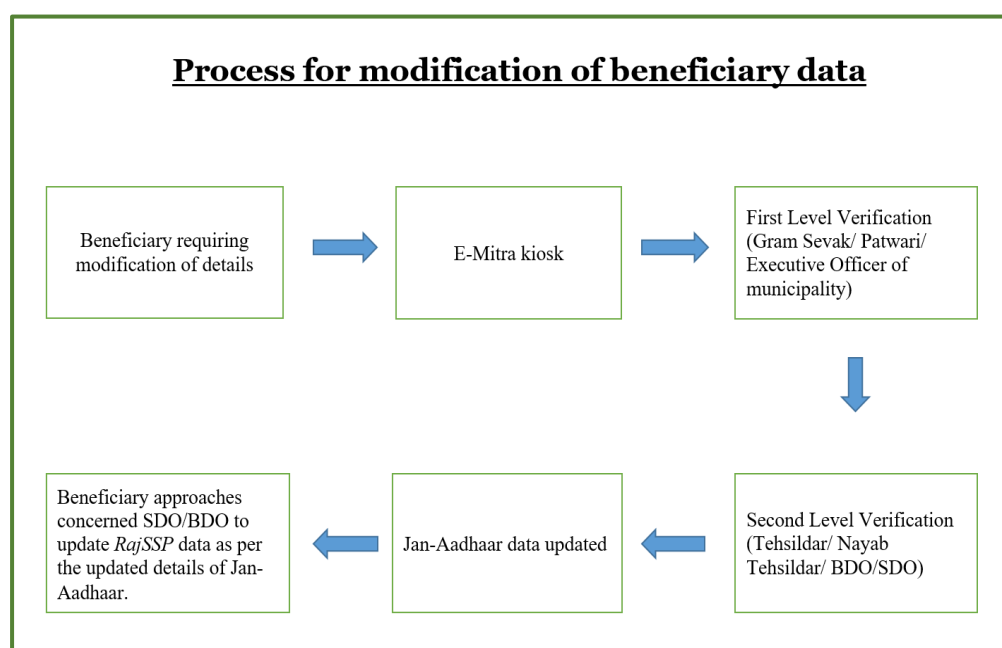 Process for modification of beneficiary data
Beneficiary requiring
modification of details
E-Mitra kiosk
First Level Verification
(Gram Sevak/ Patwari/
Executive Officer of
municipality)
Second Level Verification
(Tehsildar/ Nayab
Tehsildar/ BDO/SDO)
Jan-Aadhaar data updated
Beneficiary approaches
concerned SDO/BDO to
update RajSSP data as per
the updated details of Jan-
Aadhaar.